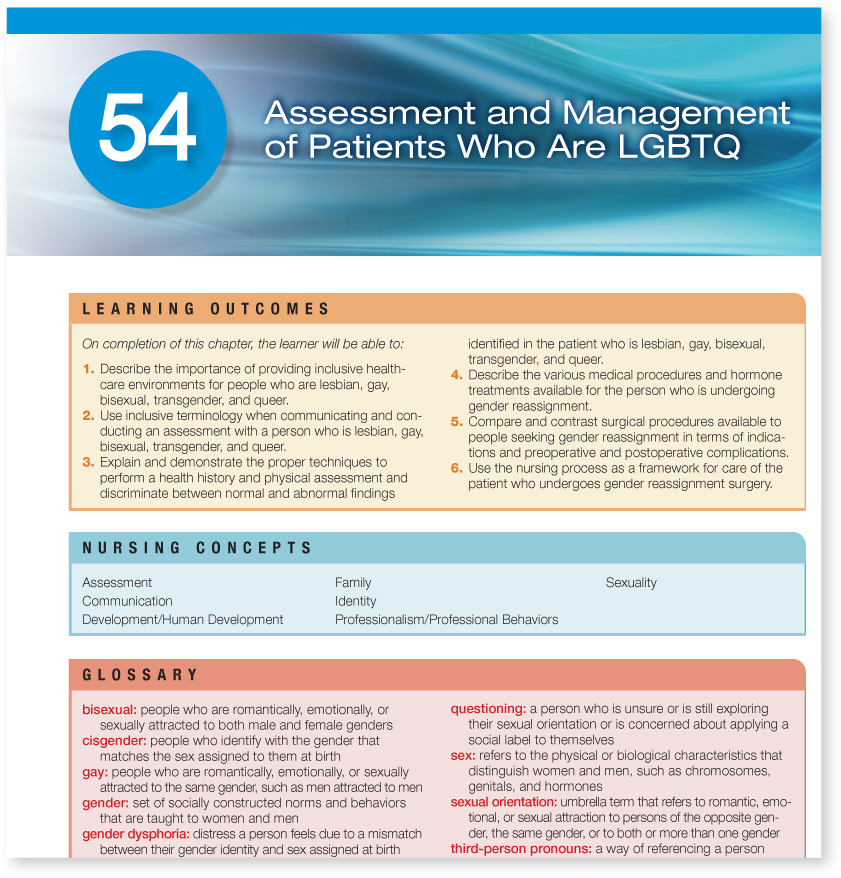 54
Assessment and Management
of Patients Who Are LGBTQ
LEARNING OUTCOMES
On completion of this chapter, the learner will be able to:
1. Describe the importance of providing inclusive health-
care environments for people who are lesbian, gay,
bisexual, transgender, and queer.
2. Use inclusive terminology when communicating and con-
ducting an assessment with a person who is lesbian, gay,
bisexual, transgender, and queer.
3. Explain and demonstrate the proper techniques to
perform a health history and physical assessment and
discriminate between normal and abnormal findings
identified in the patient who is lesbian, gay, bisexual,
transgender, and queer.
4. Describe the various medical procedures and hormone
treatments available for the person who is undergoing
gender reassignment.
5. Compare and contrast surgical procedures available to
people seeking gender reassignment in terms of indica-
tions and preoperative and postoperative complications.
6. Use the nursing process as a framework for care of the
patient who undergoes gender reassignment surgery.
NURSING CONCEPTS
Assessment
Communication
Development/Human Development
Family
Identity
Professionalism/Professional Behaviors
Sexuality
GLOSSARY
bisexual: people who are romantically, emotionally, or
sexually attracted to both male and female genders
cisgender: people who identify with the gender that
matches the sex assigned to them at birth
gay: people who are romantically, emotionally, or sexually
attracted to the same gender, such as men attracted to men
gender: set of socially constructed norms and behaviors
that are taught to women and men
gender dysphoria: distress a person feels due to a mismatch
between their gender identity and sex assigned at birth
questioning: a person who is unsure or is still exploring
their sexual orientation or is concerned about applying a
social label to themselves
sex: refers to the physical or biological characteristics that
distinguish women and men, such as chromosomes,
genitals, and hormones
sexual orientation: umbrella term that refers to romantic, emo-
tional, or sexual attraction to persons of the opposite gen-
der, the same gender, or to both or more than one gender
third-person pronouns: a way of referencing a person